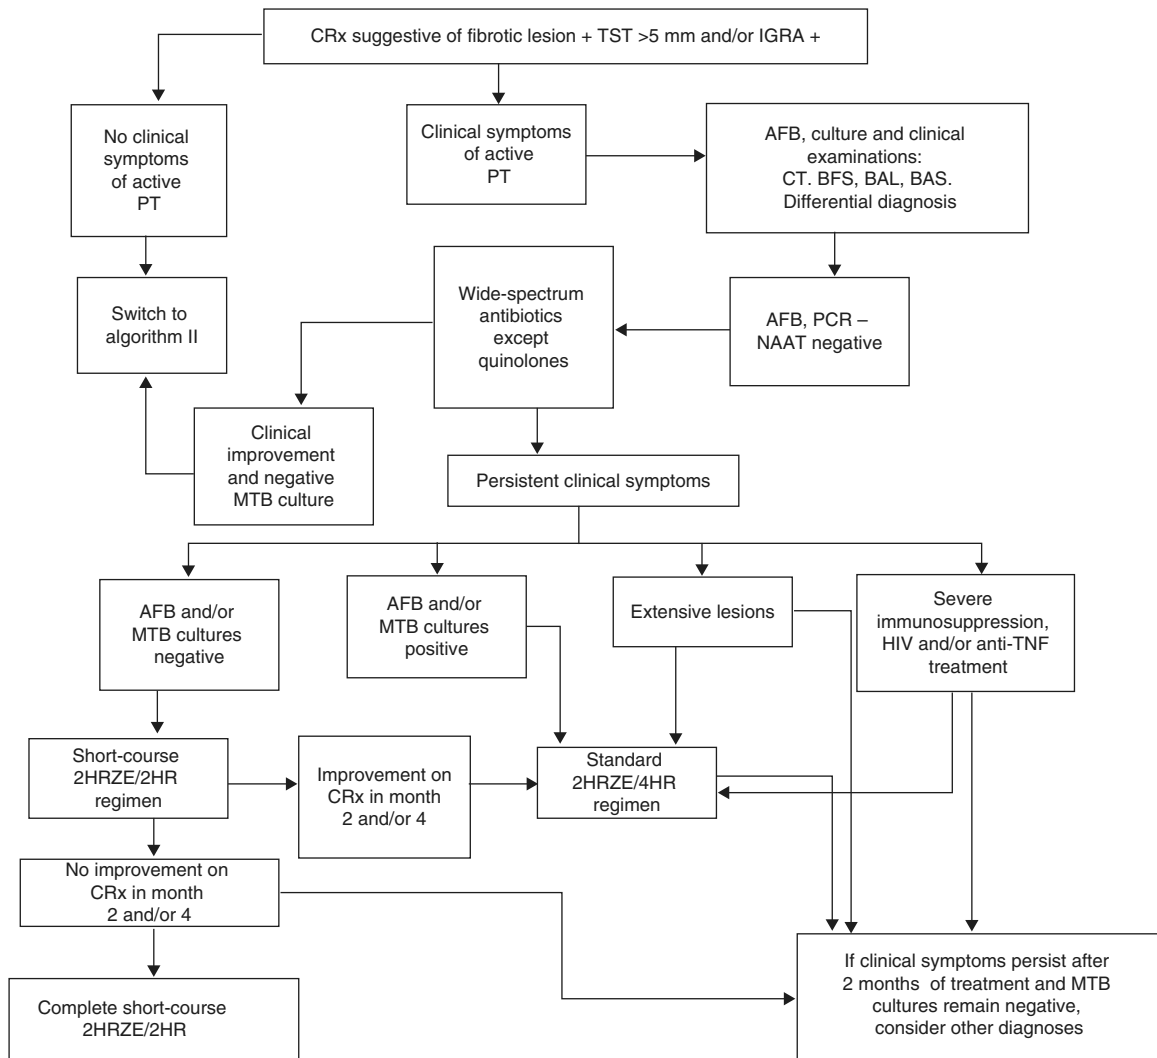 CRx suggestive of fibrotic lesion + TST >5 mm and/or IGRA +
No clinical
symptoms
of active
PT
Clinical symptoms
of active
PT
AFB, culture and clinical
examinations:
CT. BFS, BAL, BAS.
Differential diagnosis
Switch to
algorithm II
Wide-spectrum
antibiotics
except
quinolones
AFB, PCR –
NAAT negative
Clinical
improvement
and negative
MTB culture
Persistent clinical symptoms
AFB and/or
MTB cultures
negative
AFB and/or
MTB cultures
positive
Extensive lesions
Severe
immunosuppression,
HIV and/or anti-TNF
treatment
Short-course
2HRZE/2HR
regimen
Improvement on
CRx in month
2 and/or 4
Standard
2HRZE/4HR
regimen
No improvement on
CRx in month
2 and/or 4
Complete short-course
2HRZE/2HR
If clinical symptoms persist after
2 months of treatment and MTB
cultures remain negative,
consider other diagnoses